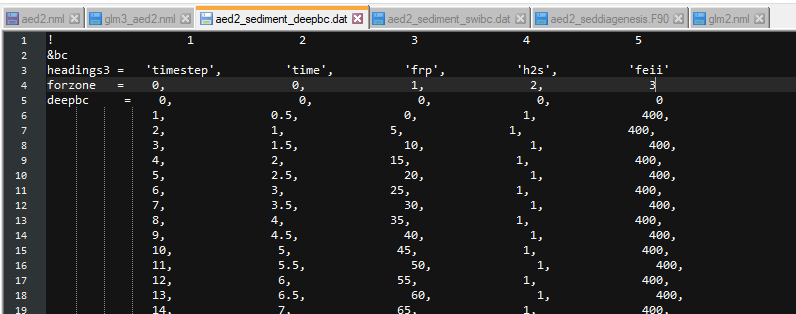 aed2.nml glm3_aed2.nml aed2_sediment_deepbc.dat aed2_sediment_swibc.dat aed2_seddiagenesis.F90 glm2.nml
1 ! 1 2 3 4 5
2 &bc
3 headings3 = 'timestep', 'time', 'frp', 'h2s', 'feii'
4 forzone = 0, 0, 1, 2, 3
5 deepbc = 0, 0, 0, 0, 0
6 1, 0.5, 0, 1, 400,
7 2, 1, 5, 1, 400,
8 3, 1.5, 10, 1, 400,
9 4, 2, 15, 1, 400,
10 5, 2.5, 20, 1, 400,
11 6, 3, 25, 1, 400,
12 7, 3.5, 30, 1, 400,
13 8, 4, 35, 1, 400,
14 9, 4.5, 40, 1, 400,
15 10, 5, 45, 1, 400,
16 11, 5.5, 50, 1, 400,
17 12, 6, 55, 1, 400,
18 13, 6.5, 60, 1, 400,
19 14, 7, 65, 1, 400,